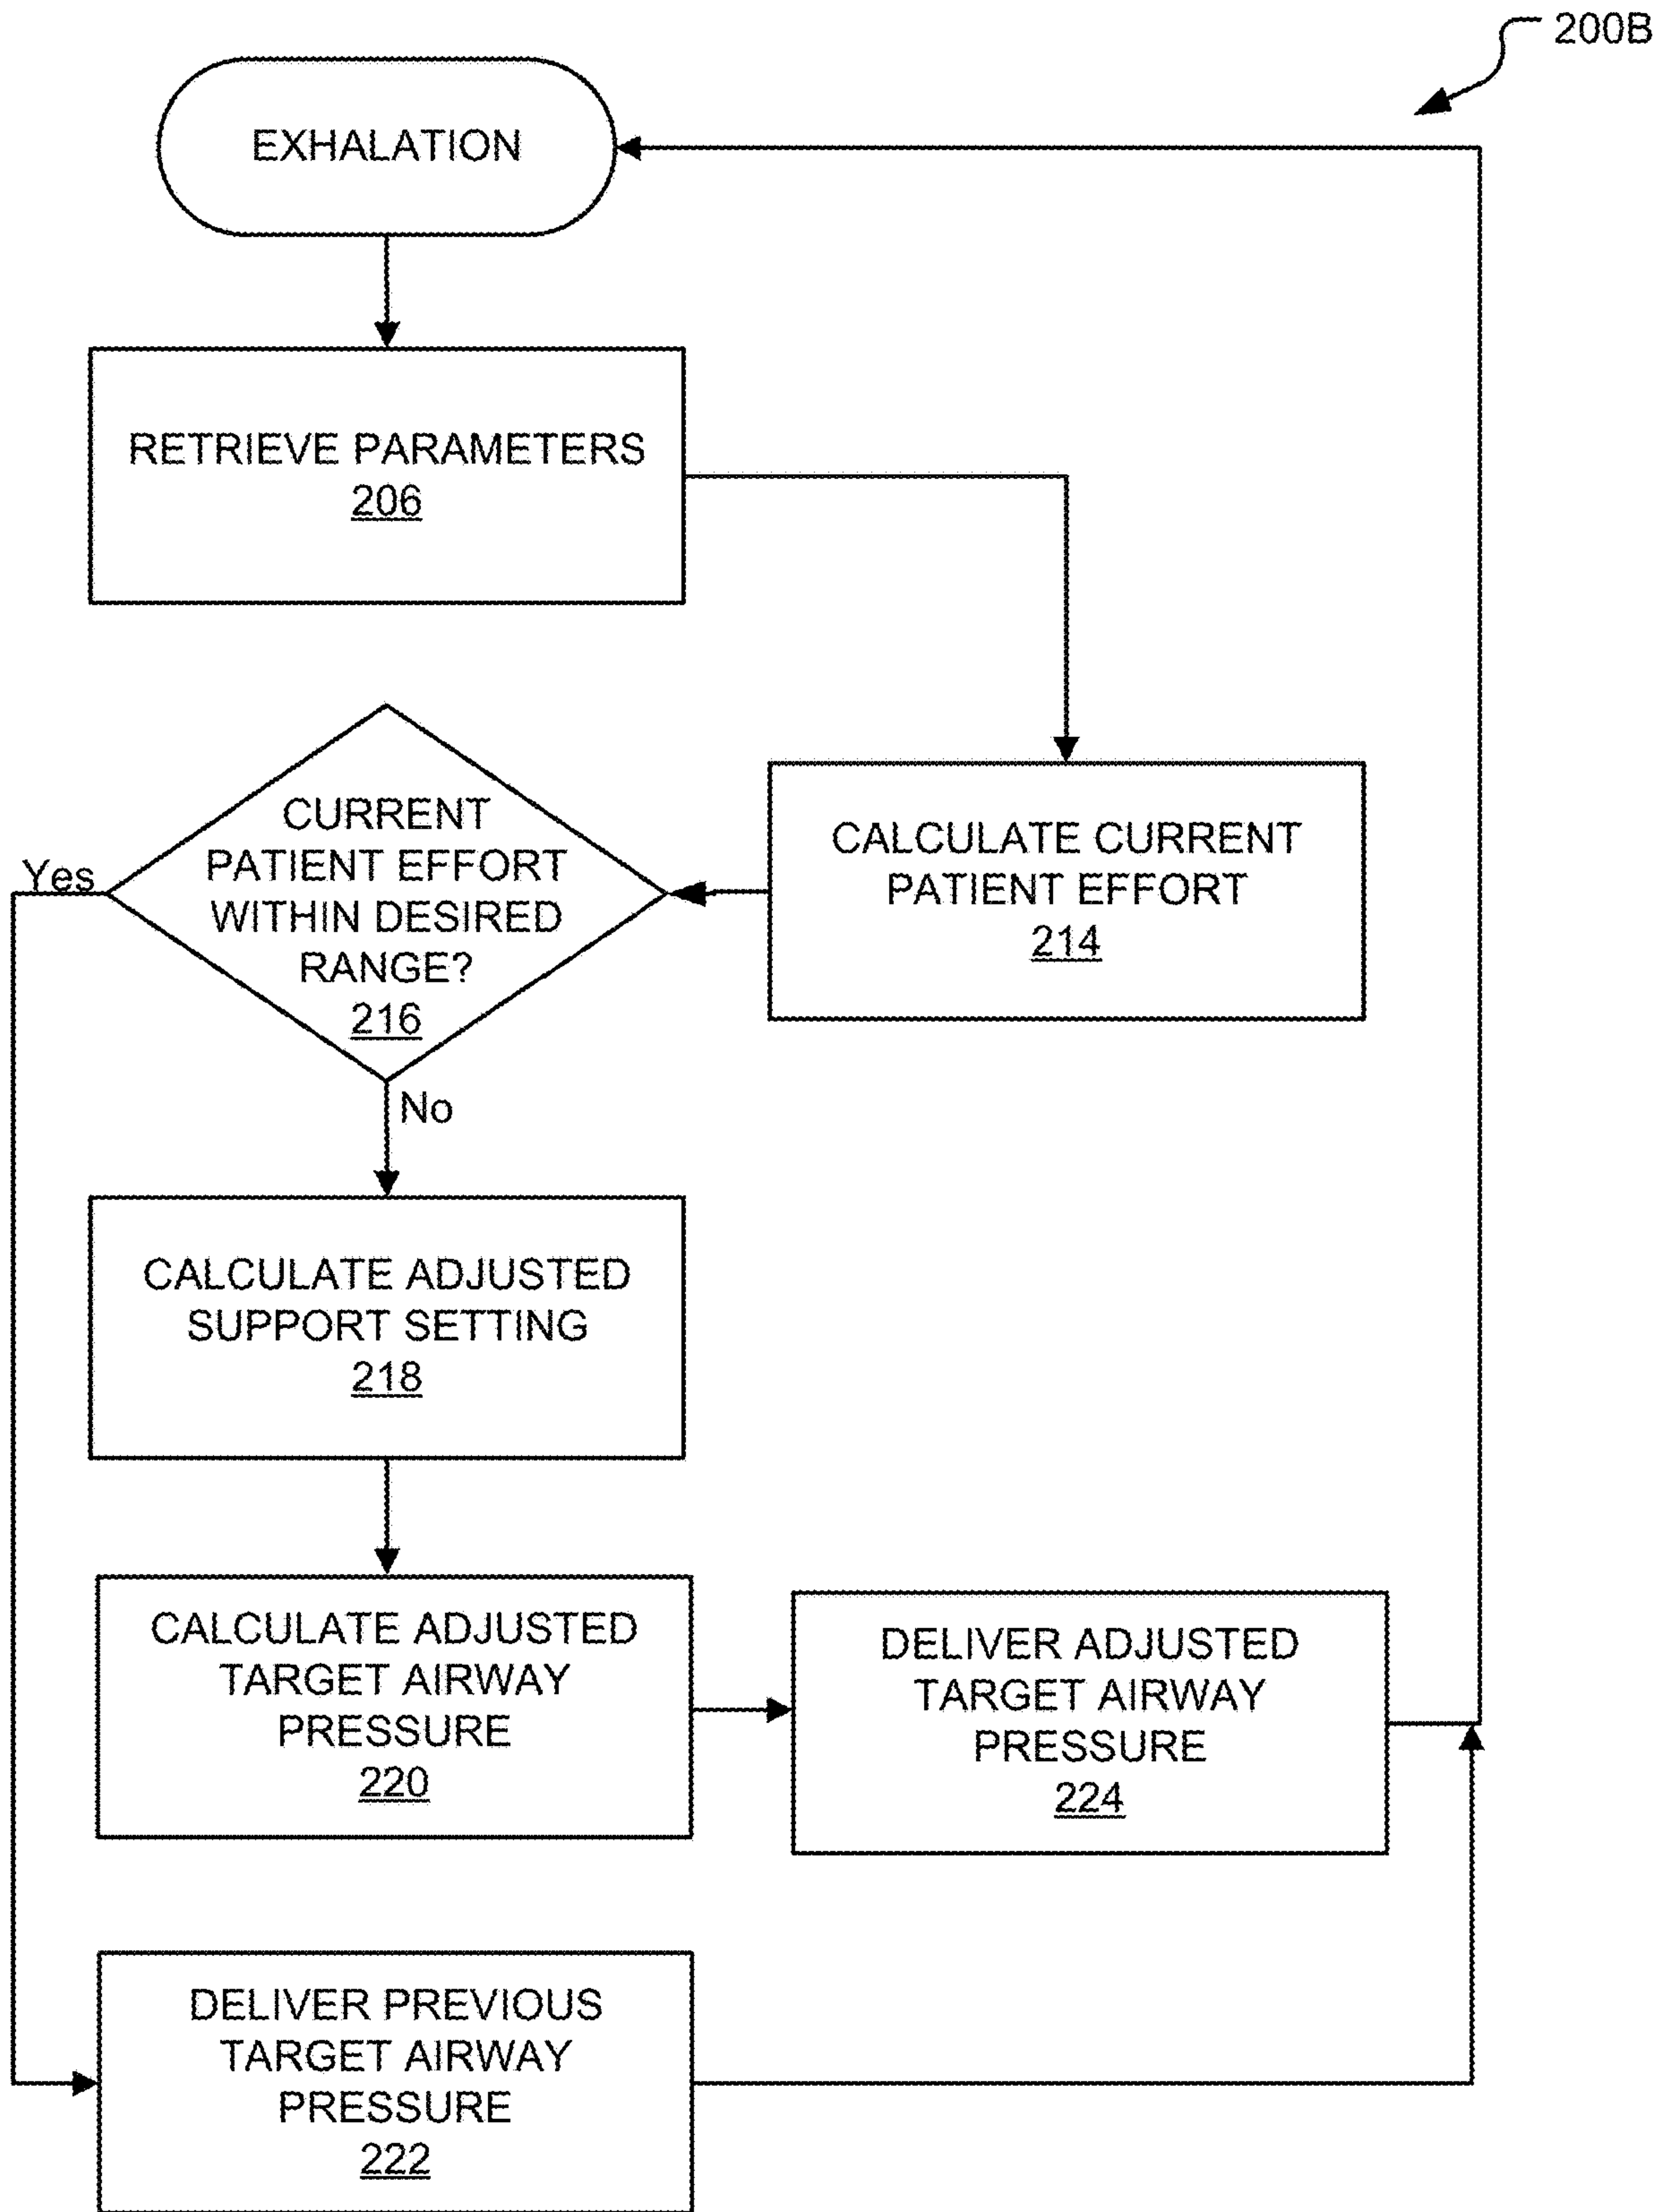 200B
EXHALATION
RETRIEVE PARAMETERS
206
CALCULATE CURRENT
PATIENT EFFORT
214
CURRENT
PATIENT EFFORT
WITHIN DESIRED
RANGE?
216
Yes
No
CALCULATE ADJUSTED
SUPPORT SETTING
218
CALCULATE ADJUSTED
TARGET AIRWAY
PRESSURE
220
DELIVER ADJUSTED
TARGET AIRWAY
PRESSURE
224
DELIVER PREVIOUS
TARGET AIRWAY
PRESSURE
222